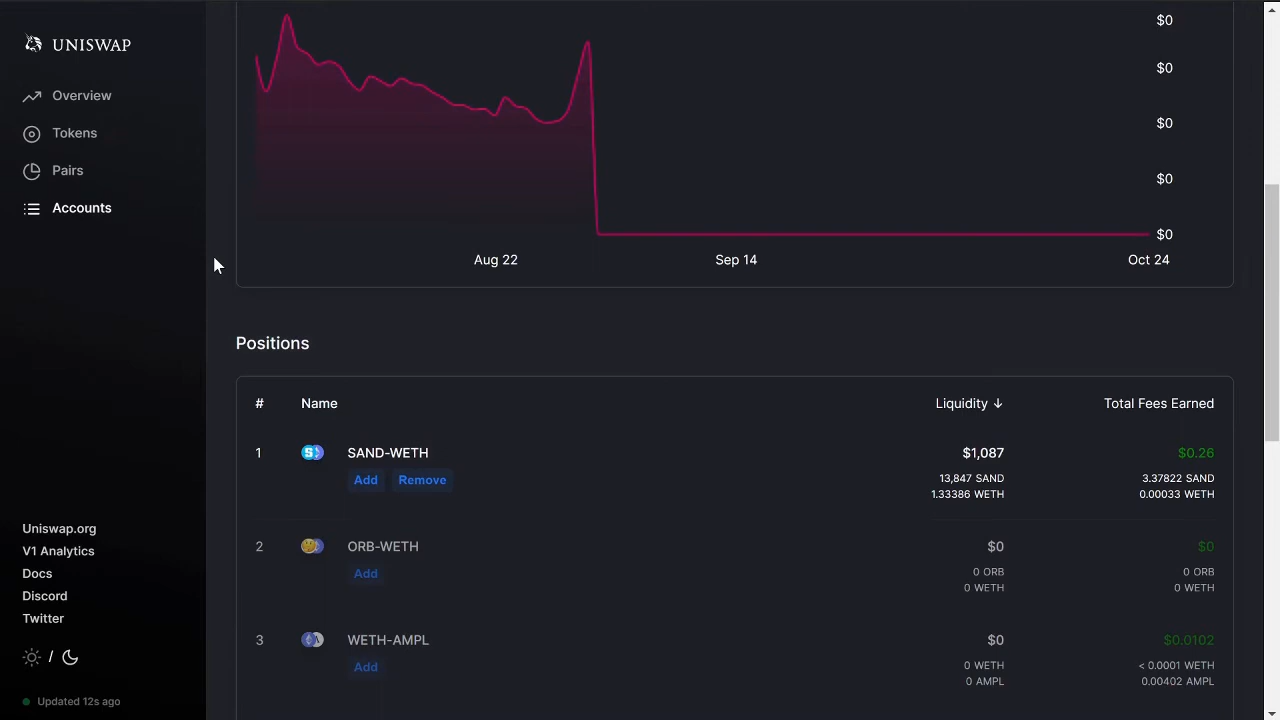 UNISWAP
Overview
Tokens
Pairs
Accounts
Uniswap.org
V1 Analytics
Docs
Discord
Twitter
/
Updated 12s ago
$0
$0
$0
$0
$0
Aug 22 Sep 14 Oct 24
Positions
# Name Liquidity ↓ Total Fees Earned
1 SAND-WETH $1,087 $0.26
Add Remove 13,847 SAND 3.37822 SAND
1.33386 WETH 0.00033 WETH
2 ORB-WETH $0 $0
Add 0 ORB 0 ORB
0 WETH 0 WETH
3 WETH-AMPL $0 $0.0102
Add 0 WETH < 0.0001 WETH
0 AMPL 0.00402 AMPL